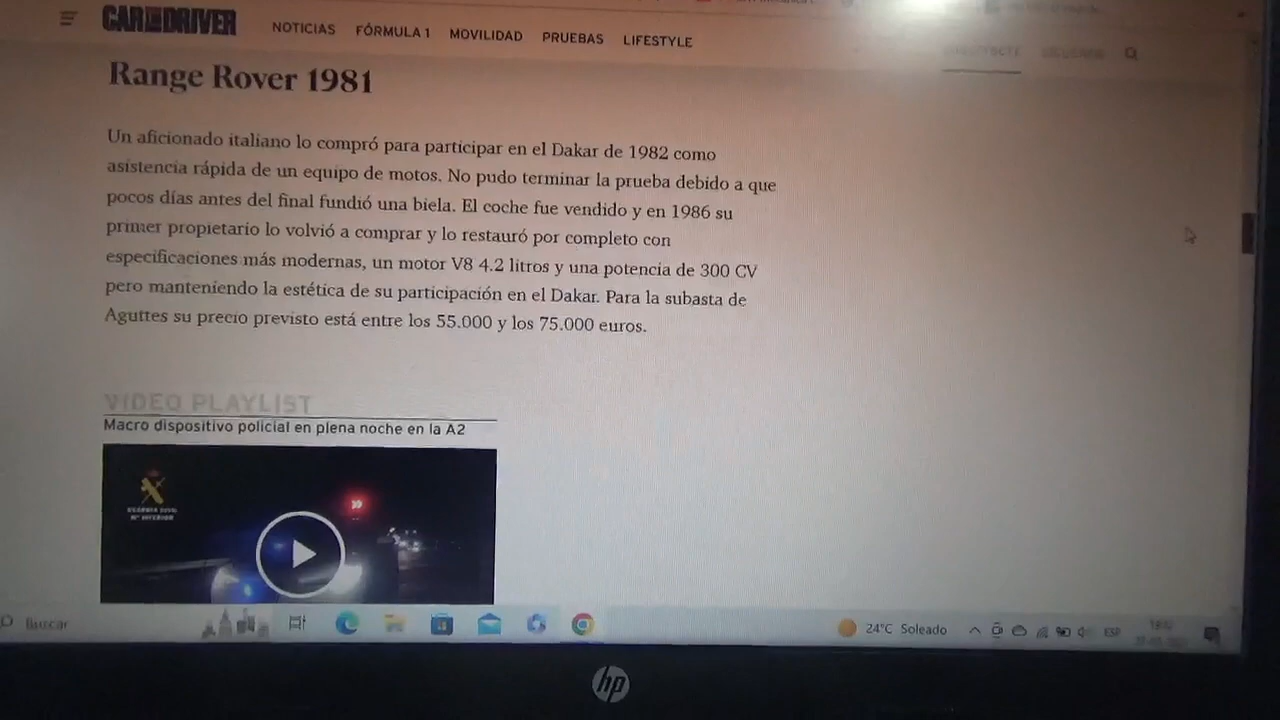 CAR AND DRIVER
NOTICIAS FÓRMULA 1 MOVILIDAD PRUEBAS LIFESTYLE
Range Rover 1981
Un aficionado italiano lo compró para participar en el Dakar de 1982 como
asistencia rápida de un equipo de motos. No pudo terminar la prueba debido a que
pocos días antes del final fundió una biela. El coche fue vendido y en 1986 su
primer propietario lo volvió a comprar y lo restauró por completo con
especificaciones más modernas, un motor V8 4.2 litros y una potencia de 300 CV
pero manteniendo la estética de su participación en el Dakar. Para la subasta de
Aguttes su precio previsto está entre los 55.000 y los 75.000 euros.
VIDEO PLAYLIST
Macro dispositivo policial en plena noche en la A2
GUARDIA CIVIL
Buscar
24°C Soleado
ESP
hp